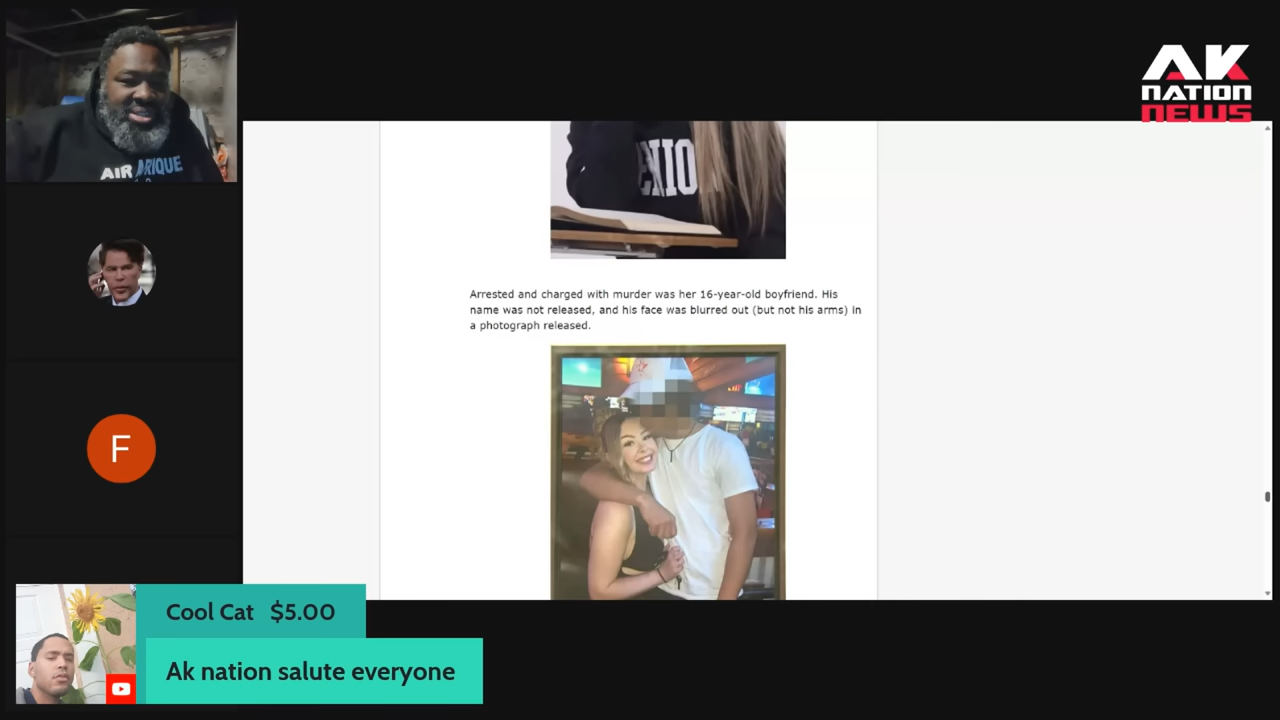 AIR
AK
NATION
NEWS
ENIO
Arrested and charged with murder was her 16-year-old boyfriend. His
name was not released, and his face was blurred out (but not his arms) in
a photograph released.
F
Cool Cat $5.00
Ak nation salute everyone